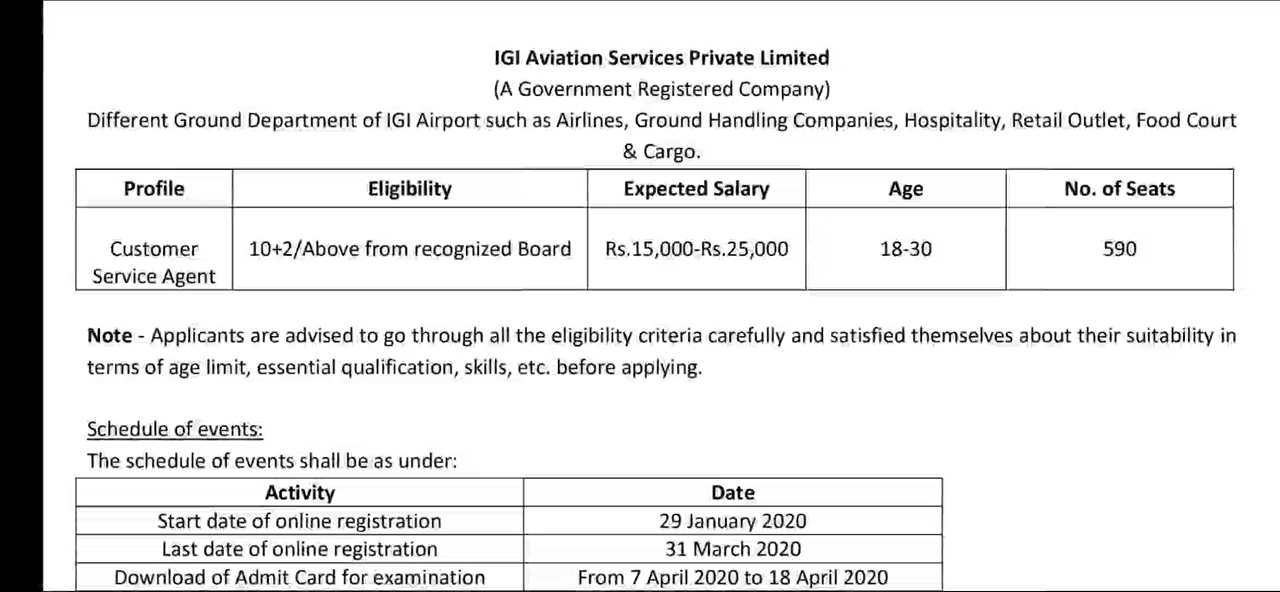 IGI Aviation Services Private Limited
(A Government Registered Company)
Different Ground Department of IGI Airport such as Airlines, Ground Handling Companies, Hospitality, Retail Outlet, Food Court
& Cargo.
Profile Eligibility Expected Salary Age No. of Seats
Customer
Service Agent 10+2/Above from recognized Board Rs.15,000-Rs.25,000 18-30 590
Note - Applicants are advised to go through all the eligibility criteria carefully and satisfied themselves about their suitability in
terms of age limit, essential qualification, skills, etc. before applying.
Schedule of events:
The schedule of events shall be as under:
Activity Date
Start date of online registration 29 January 2020
Last date of online registration 31 March 2020
Download of Admit Card for examination From 7 April 2020 to 18 April 2020